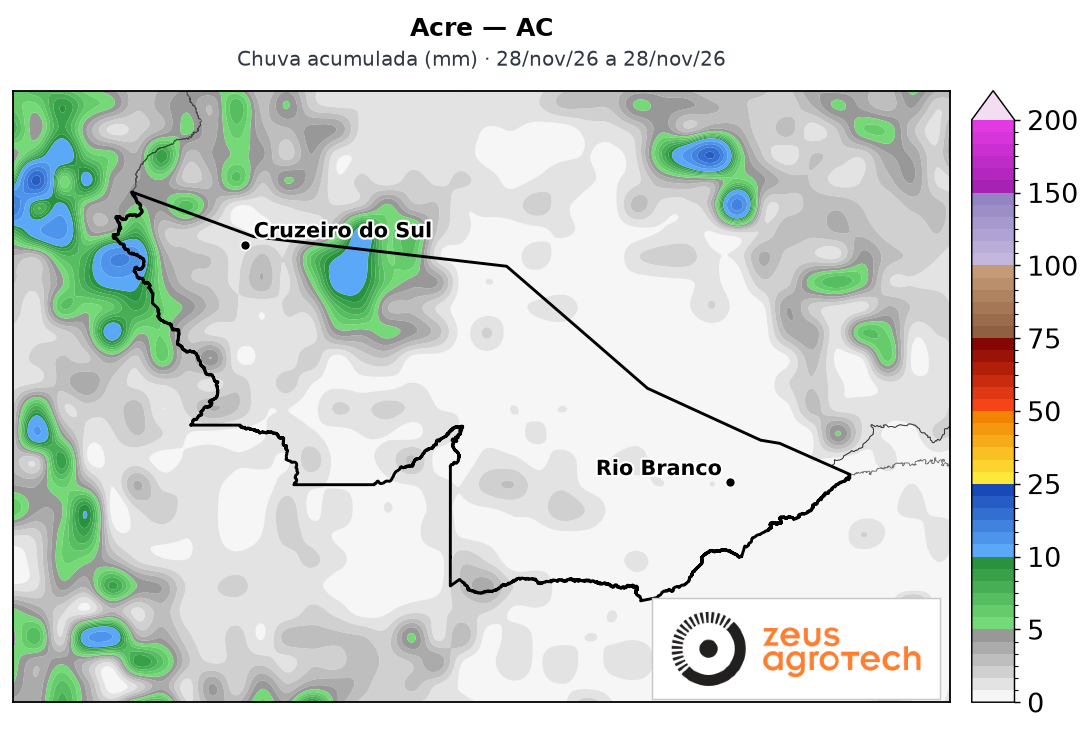 Acre — AC
Chuva acumulada (mm) · 28/nov/26 a 28/nov/26
Cruzeiro do Sul
Rio Branco
200
150
100
75
50
25
10
5
0
zeus
agrotech